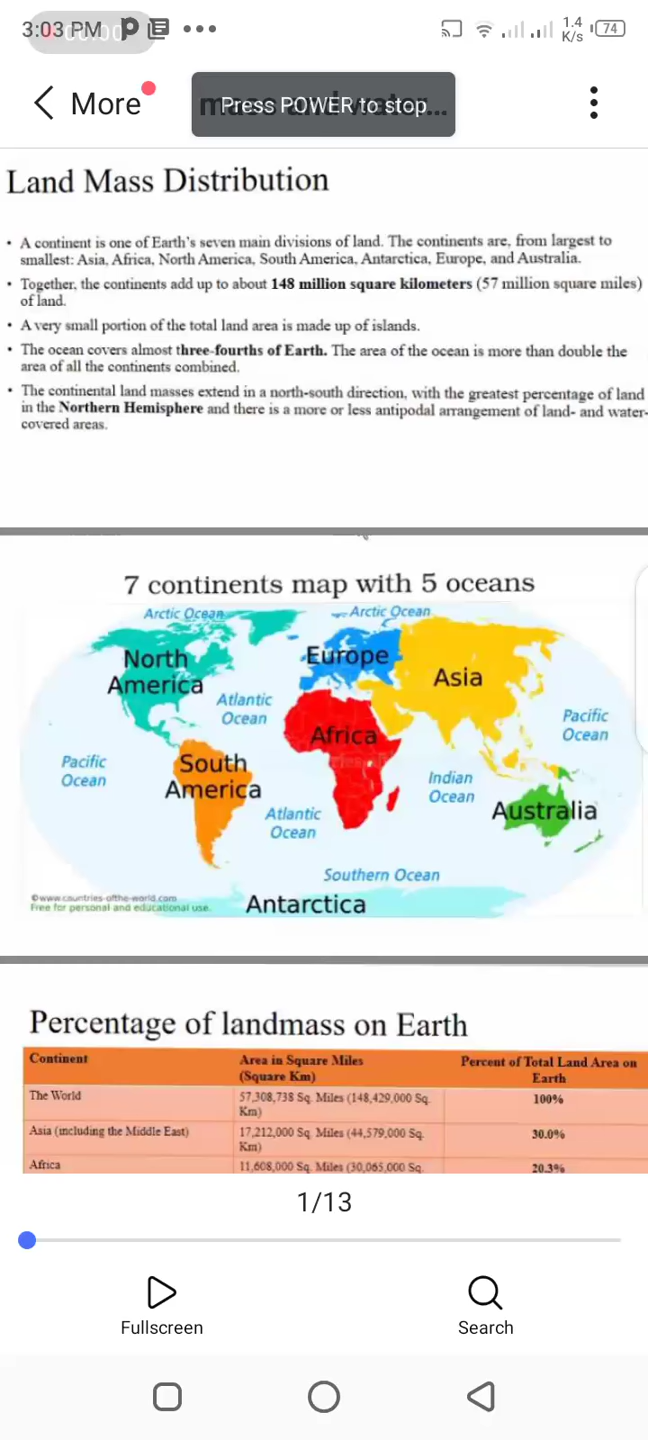 3:03 PM
1.4
K/s
74
More
Press POWER to stop
Land Mass Distribution
• A continent is one of Earth's seven main divisions of land. The continents are, from largest to
smallest: Asia, Africa, North America, South America, Antarctica, Europe, and Australia.
• Together, the continents add up to about 148 million square kilometers (57 million square miles)
of land.
• A very small portion of the total land area is made up of islands.
• The ocean covers almost three-fourths of Earth. The area of the ocean is more than double the
area of all the continents combined.
• The continental land masses extend in a north-south direction, with the greatest percentage of land
in the Northern Hemisphere and there is a more or less antipodal arrangement of land- and water-
covered areas.
7 continents map with 5 oceans
Arctic Ocean
Arctic Ocean
North
America
Europe
Asia
Atlantic
Ocean
Pacific
Ocean
Africa
Pacific
Ocean
South
America
Indian
Ocean
Australia
Atlantic
Ocean
Southern Ocean
©www.countries-ofthe-world.com
Free for personal and educational use.
Antarctica
Percentage of landmass on Earth
Continent Area in Square Miles Percent of Total Land Area on
(Square Km) Earth
The World 57,308,738 Sq. Miles (148,429,000 Sq. 100%
Km)
Asia (including the Middle East) 17,212,000 Sq. Miles (44,579,000 Sq. 30.0%
Km)
Africa 11,608,000 Sq. Miles (30,065,000 Sq. 20.3%
1/13
Fullscreen
Search